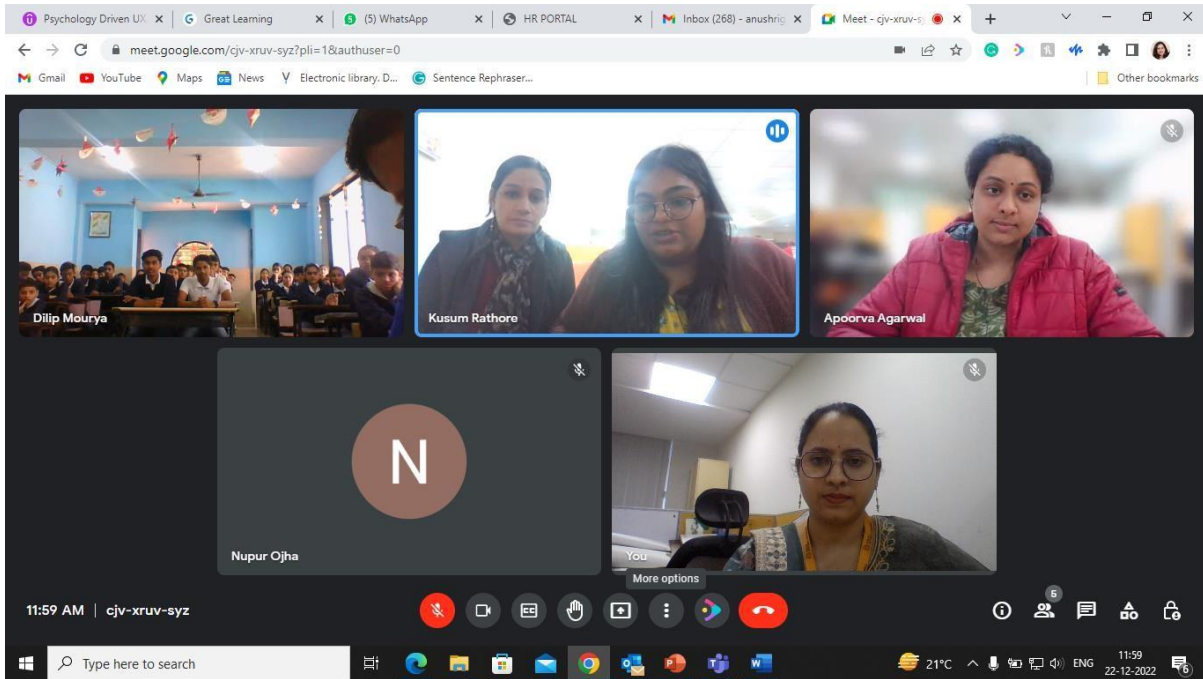 Psychology Driven UX
Great Learning
(5) WhatsApp
HR PORTAL
Inbox (268) - anushrig
Meet - cjv-xruv-s
meet.google.com/cjv-xruv-syz?pli=1&authuser=0
Gmail
YouTube
Maps
News
Electronic library. D...
Sentence Rephraser...
Other bookmarks
Dilip Mourya
Kusum Rathore
Apoorva Agarwal
N
Nupur Ojha
You
More options
11:59 AM | cjv-xruv-syz
5
Type here to search
21°C
ENG
11:59
22-12-2022
6